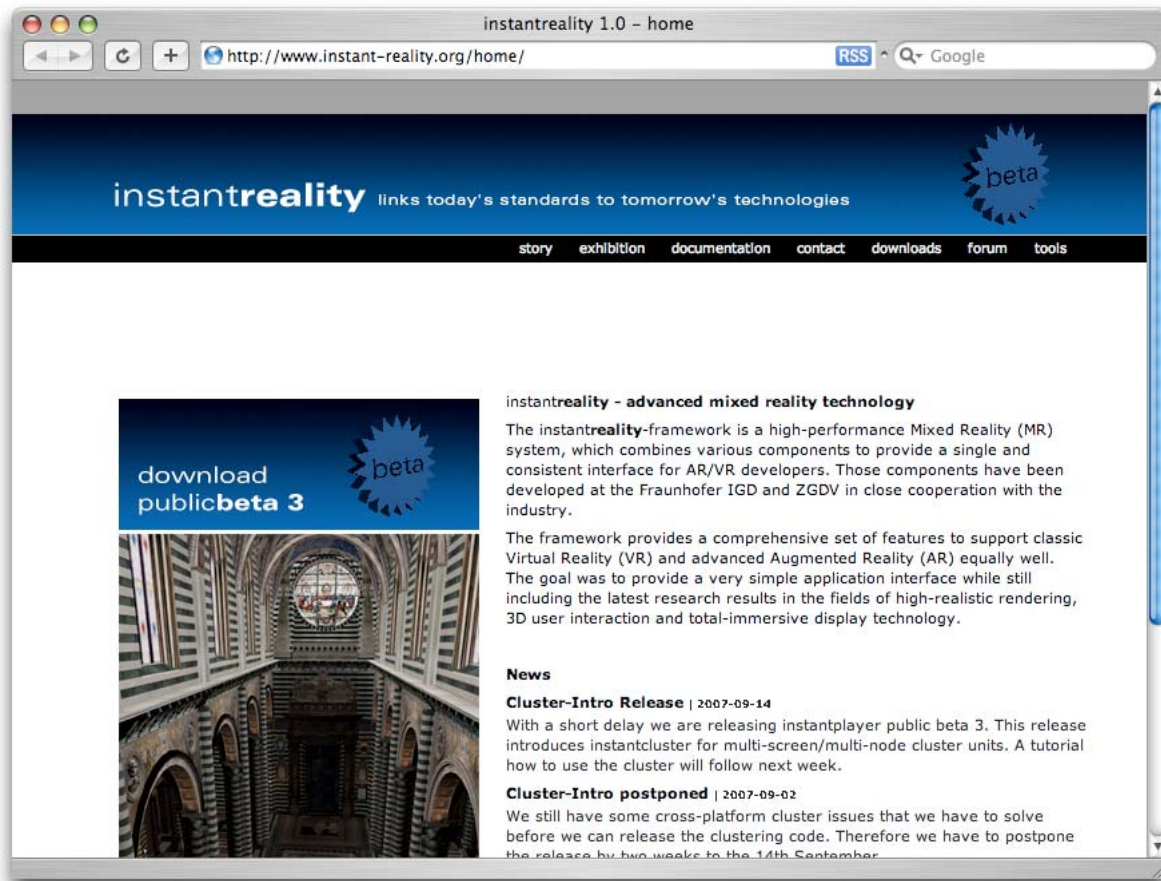 instantreality 1.0 – home
http://www.instant-reality.org/home/
RSS
Google
instantreality links today's standards to tomorrow's technologies
beta
story exhibition documentation contact downloads forum tools
download
publicbeta 3
beta
instantreality - advanced mixed reality technology
The instantreality-framework is a high-performance Mixed Reality (MR)
system, which combines various components to provide a single and
consistent interface for AR/VR developers. Those components have been
developed at the Fraunhofer IGD and ZGDV in close cooperation with the
industry.
The framework provides a comprehensive set of features to support classic
Virtual Reality (VR) and advanced Augmented Reality (AR) equally well.
The goal was to provide a very simple application interface while still
including the latest research results in the fields of high-realistic rendering,
3D user interaction and total-immersive display technology.
News
Cluster-Intro Release | 2007-09-14
With a short delay we are releasing instantplayer public beta 3. This release
introduces instantcluster for multi-screen/multi-node cluster units. A tutorial
how to use the cluster will follow next week.
Cluster-Intro postponed | 2007-09-02
We still have some cross-platform cluster issues that we have to solve
before we can release the clustering code. Therefore we have to postpone
the release by two weeks to the 14th September